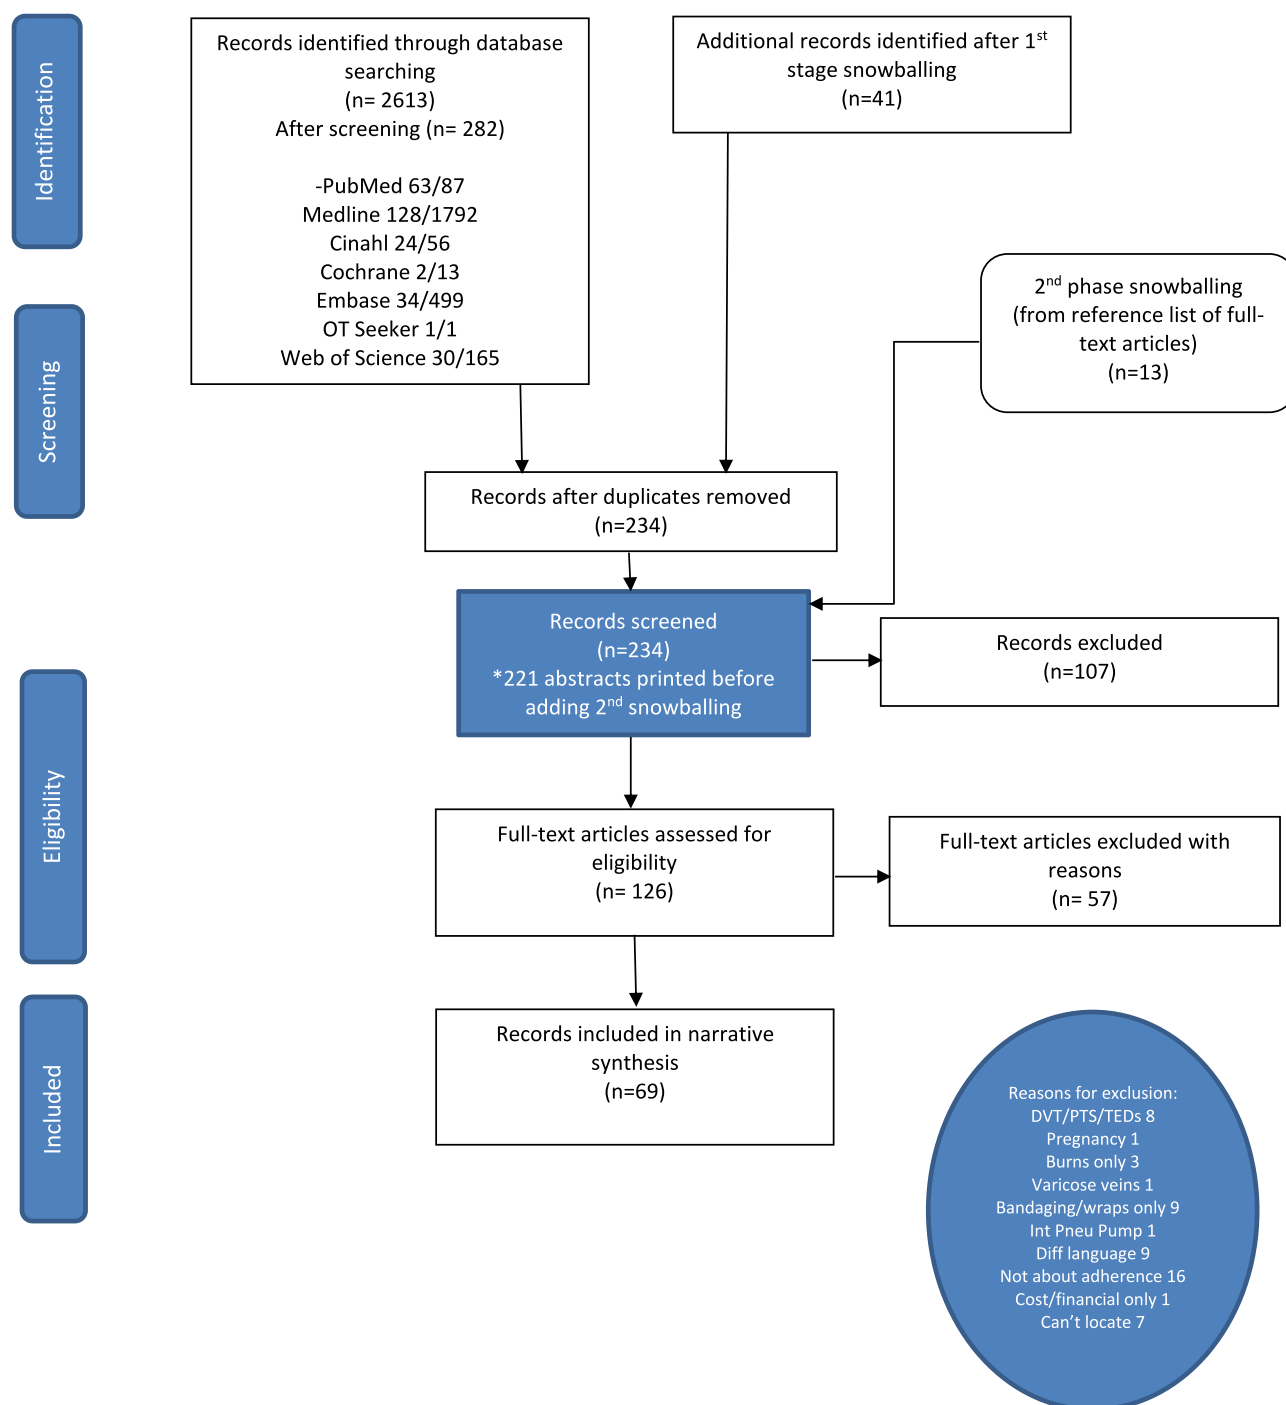 Identification
Records identified through database
searching
(n= 2613)
After screening (n= 282)
-PubMed 63/87
Medline 128/1792
Cinahl 24/56
Cochrane 2/13
Embase 34/499
OT Seeker 1/1
Web of Science 30/165
Additional records identified after 1st
stage snowballing
(n=41)
2nd phase snowballing
(from reference list of full-
text articles)
(n=13)
Screening
Records after duplicates removed
(n=234)
Records screened
(n=234)
*221 abstracts printed before
adding 2nd snowballing
Records excluded
(n=107)
Eligibility
Full-text articles assessed for
eligibility
(n= 126)
Full-text articles excluded with
reasons
(n= 57)
Included
Records included in narrative
synthesis
(n=69)
Reasons for exclusion:
DVT/PTS/TEDs 8
Pregnancy 1
Burns only 3
Varicose veins 1
Bandaging/wraps only 9
Int Pneu Pump 1
Diff language 9
Not about adherence 16
Cost/financial only 1
Can’t locate 7